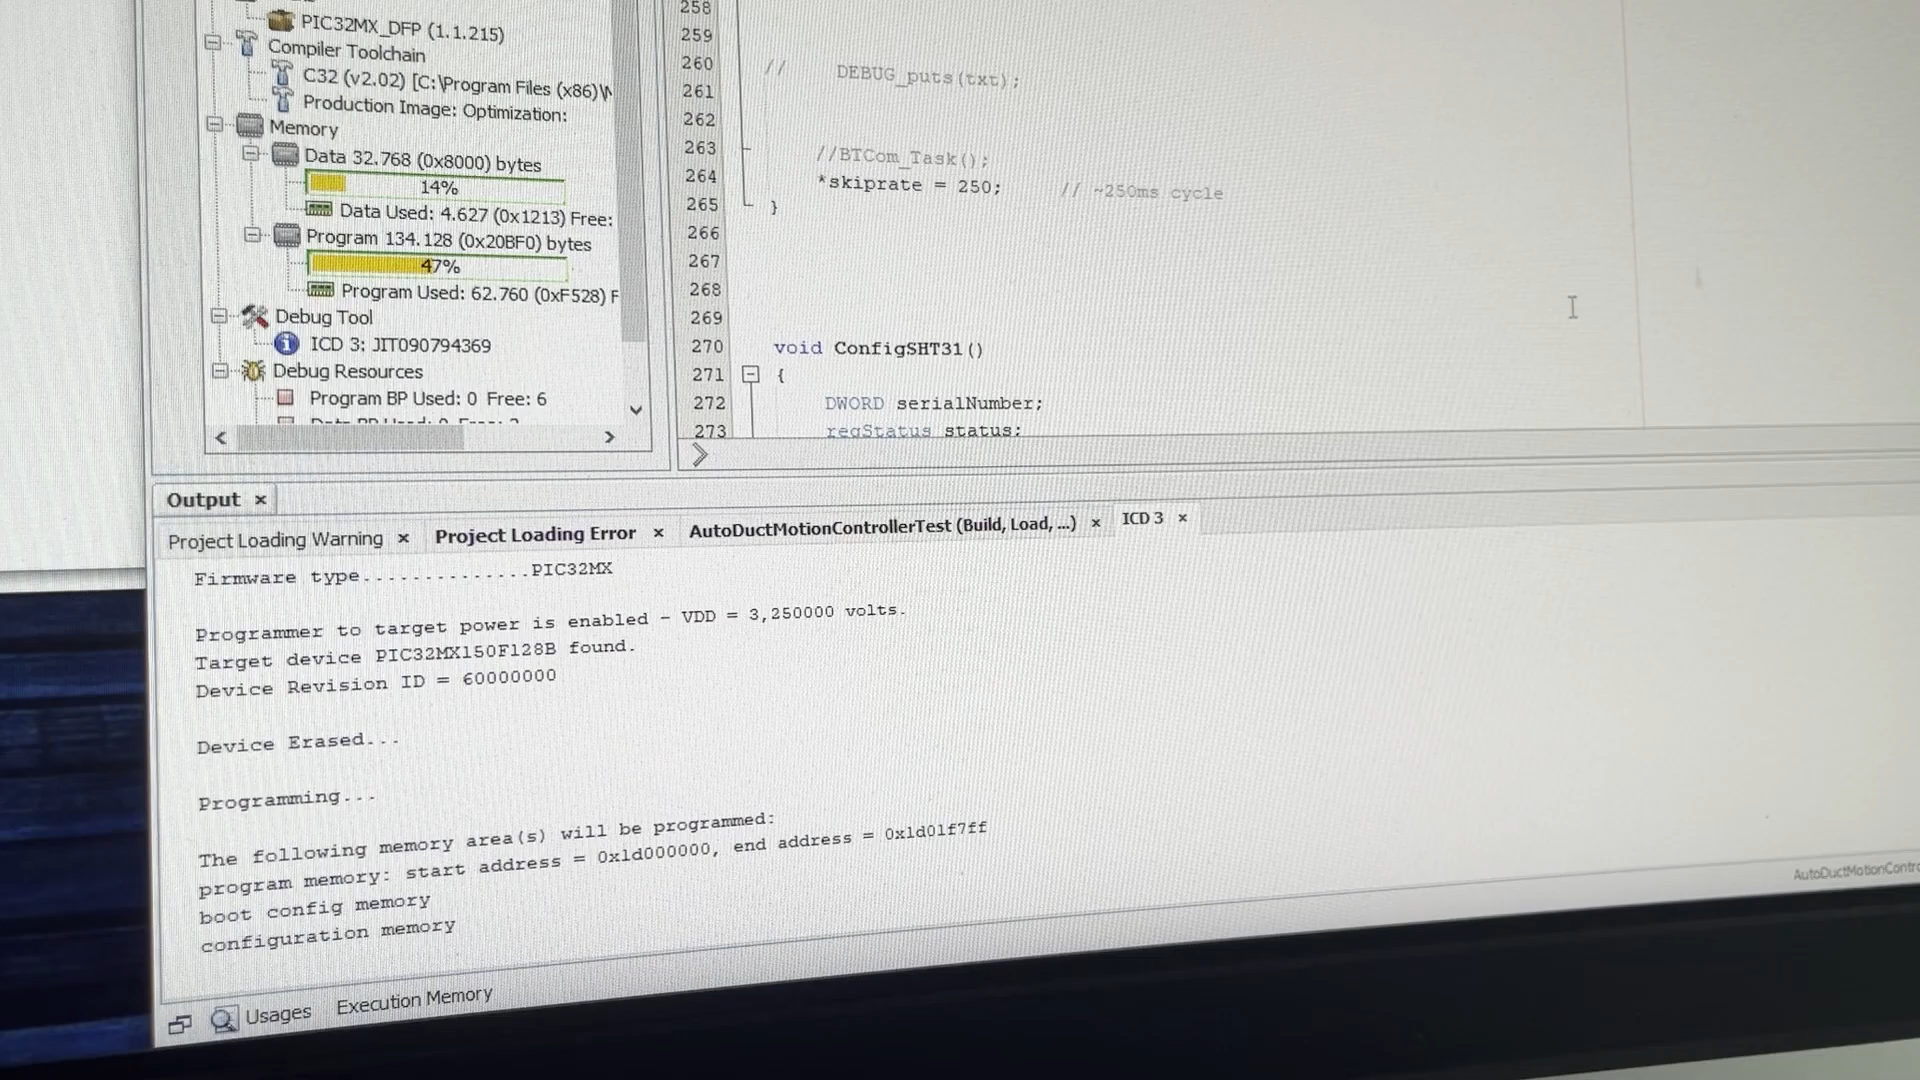 PIC32MX_DFP (1.1.215)
Compiler Toolchain
C32 (v2.02) [C:\Program Files (x86)\
Production Image: Optimization:
Memory
Data 32.768 (0x8000) bytes
14%
Data Used: 4.627 (0x1213) Free:
Program 134.128 (0x20BF0) bytes
47%
Program Used: 62.760 (0xF528) F
Debug Tool
ICD 3: JIT090794369
Debug Resources
Program BP Used: 0 Free: 6
258
259
260 // DEBUG_puts(txt);
261
262
263 //BTCom_Task();
264 *skiprate = 250; // ~250ms cycle
265 }
266
267
268
269
270 void ConfigSHT31()
271 {
272 DWORD serialNumber;
273 regStatus status;
Output
Project Loading Warning
Project Loading Error
AutoDuctMotionControllerTest (Build, Load, ...)
ICD 3
Firmware type..............PIC32MX
Programmer to target power is enabled - VDD = 3,250000 volts.
Target device PIC32MX150F128B found.
Device Revision ID = 60000000
Device Erased...
Programming...
The following memory area(s) will be programmed:
program memory: start address = 0x1d000000, end address = 0x1d01f7ff
boot config memory
configuration memory
AutoDuctMotionContro
Usages
Execution Memory